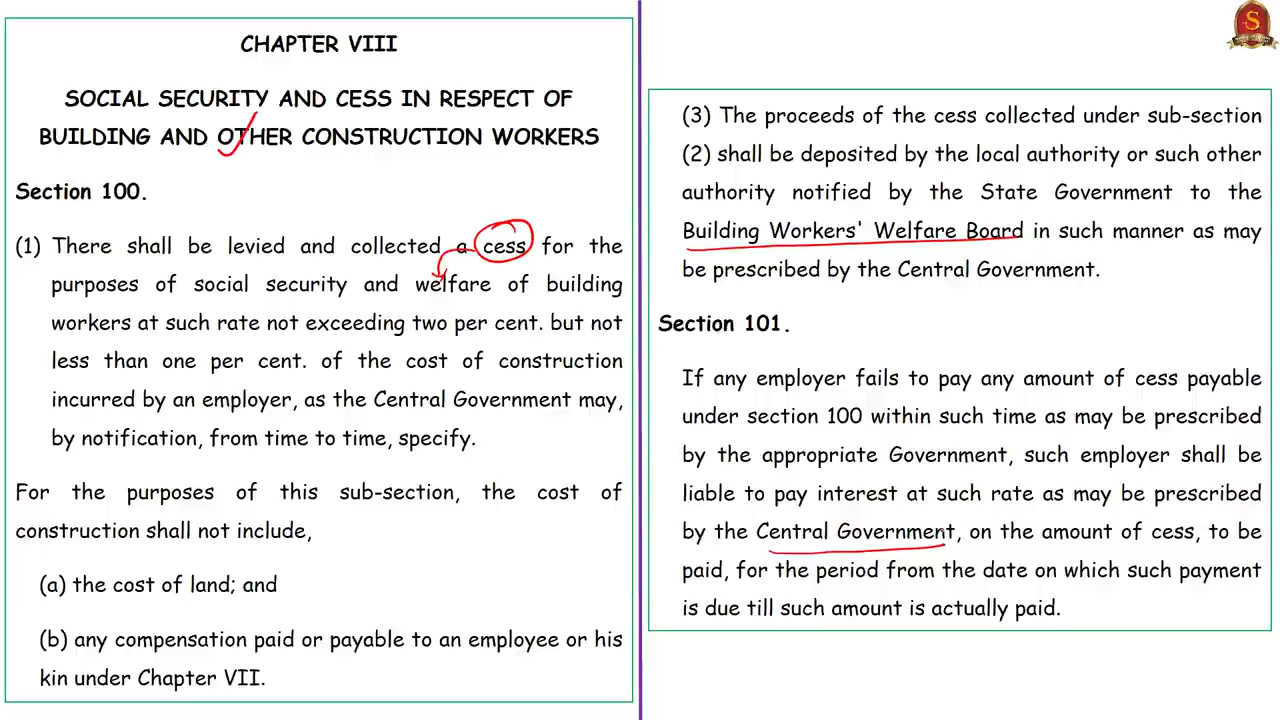 CHAPTER VIII
SOCIAL SECURITY AND CESS IN RESPECT OF
BUILDING AND OTHER CONSTRUCTION WORKERS
Section 100.
(1) There shall be levied and collected a cess for the
purposes of social security and welfare of building
workers at such rate not exceeding two per cent. but not
less than one per cent. of the cost of construction
incurred by an employer, as the Central Government may,
by notification, from time to time, specify.
For the purposes of this sub-section, the cost of
construction shall not include,
(a) the cost of land; and
(b) any compensation paid or payable to an employee or his
kin under Chapter VII.
(3) The proceeds of the cess collected under sub-section
(2) shall be deposited by the local authority or such other
authority notified by the State Government to the
Building Workers' Welfare Board in such manner as may
be prescribed by the Central Government.
Section 101.
If any employer fails to pay any amount of cess payable
under section 100 within such time as may be prescribed
by the appropriate Government, such employer shall be
liable to pay interest at such rate as may be prescribed
by the Central Government, on the amount of cess, to be
paid, for the period from the date on which such payment
is due till such amount is actually paid.
S